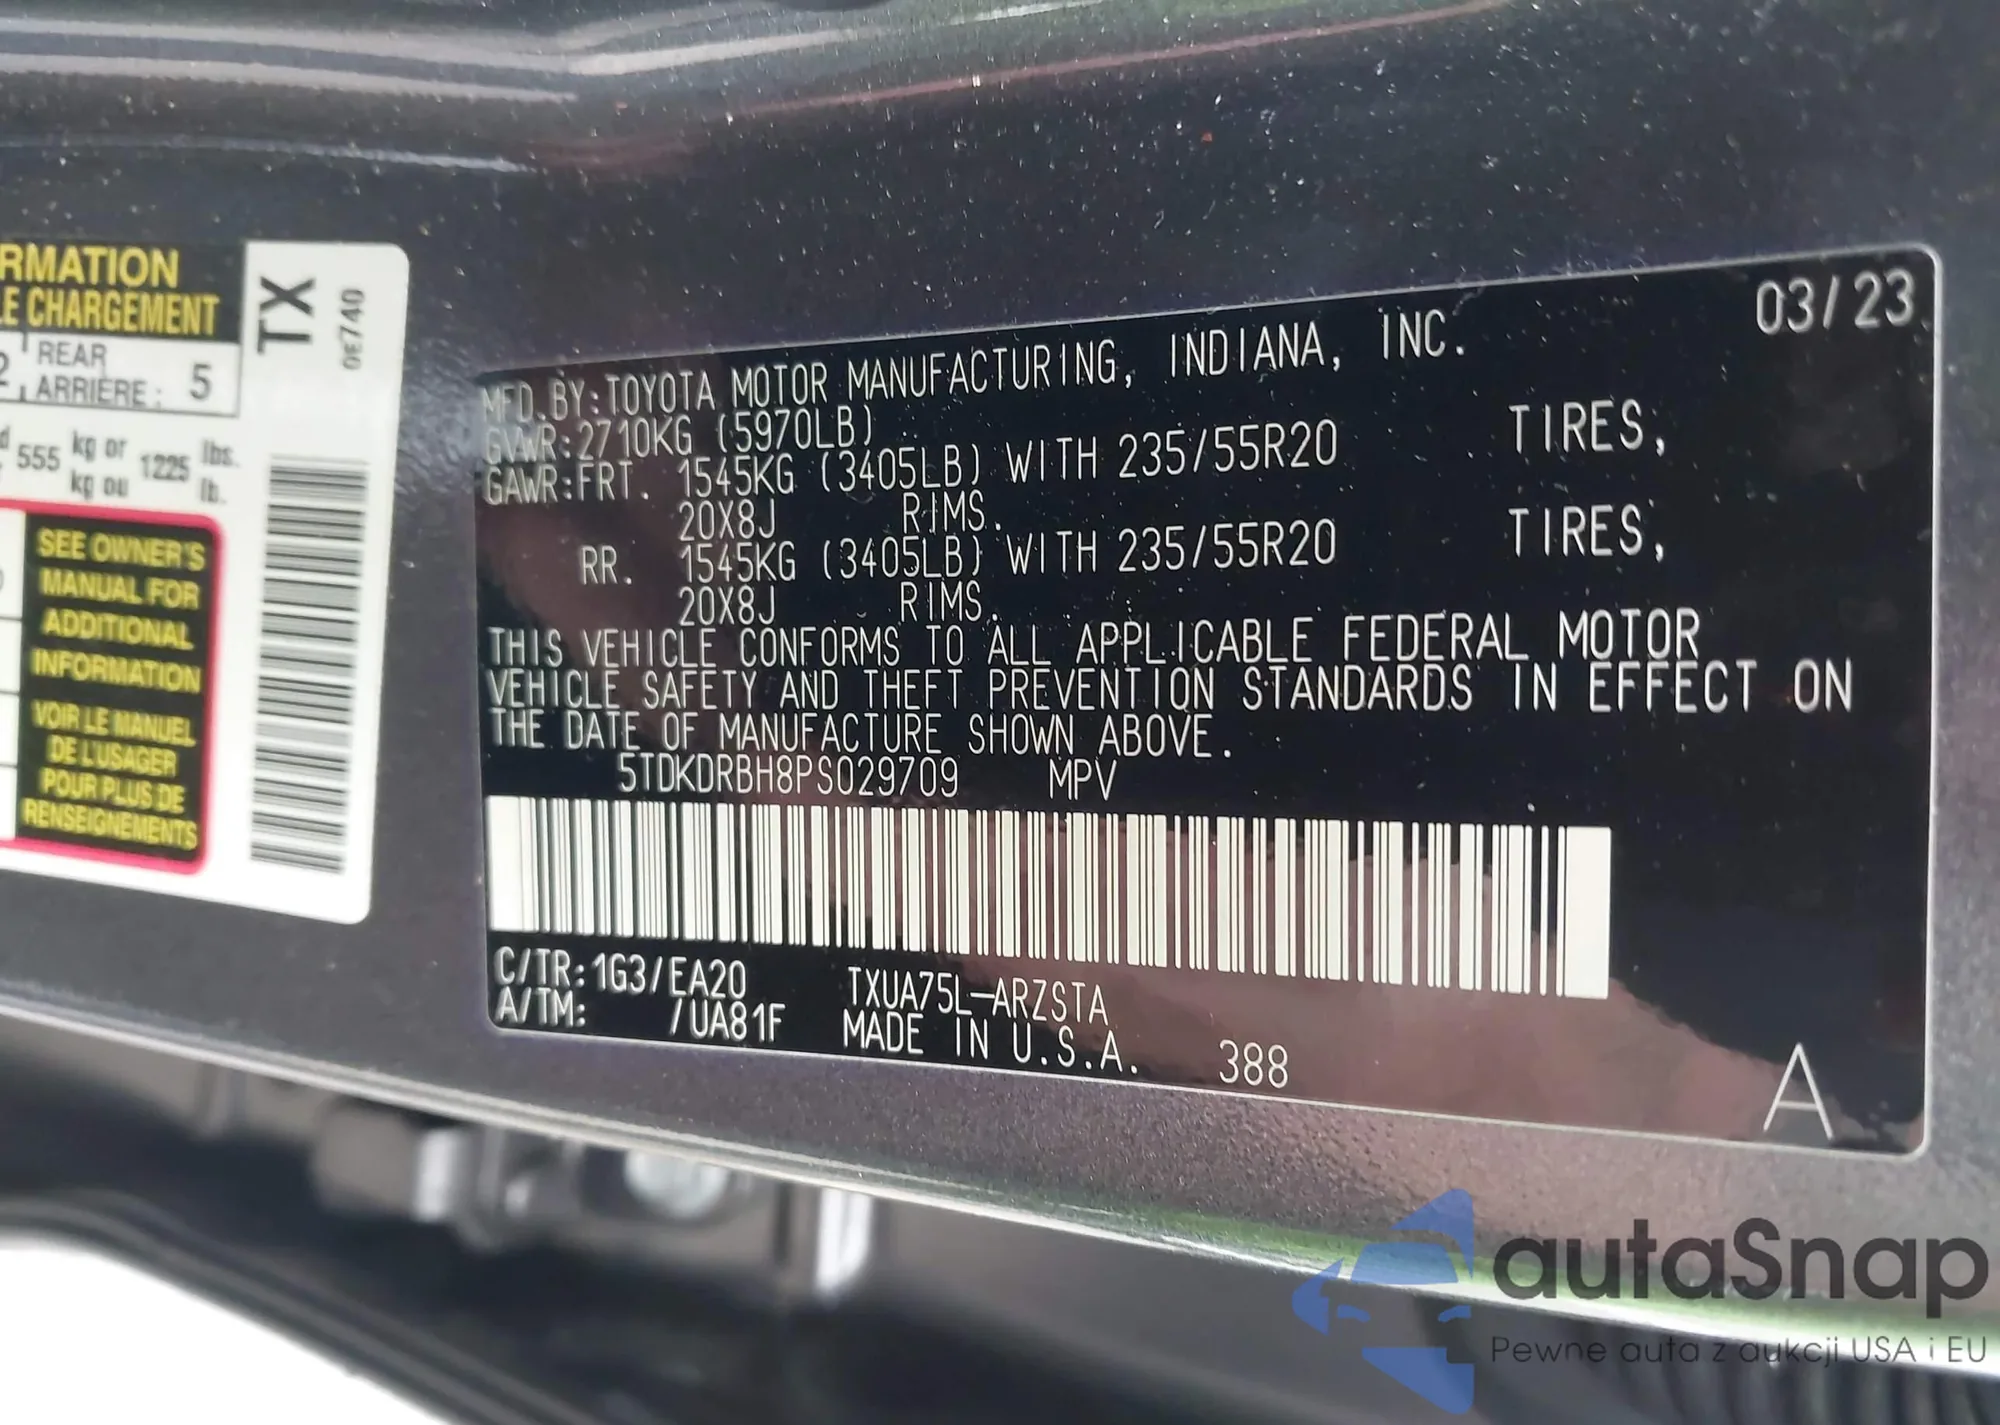 RMATION
LE CHARGEMENT
REAR
ARRIÈRE : 5
555 kg or 1225 lbs.
kg ou lb.
SEE OWNER'S
MANUAL FOR
ADDITIONAL
INFORMATION
VOIR LE MANUEL
DE L'USAGER
POUR PLUS DE
RENSEIGNEMENTS
TX
0E740
03/23
MFD. BY:TOYOTA MOTOR MANUFACTURING, INDIANA, INC.
GVWR:2710KG (5970LB)
GAWR:FRT. 1545KG (3405LB) WITH 235/55R20 TIRES,
20X8J RIMS.
RR. 1545KG (3405LB) WITH 235/55R20 TIRES,
20X8J RIMS.
THIS VEHICLE CONFORMS TO ALL APPLICABLE FEDERAL MOTOR
VEHICLE SAFETY AND THEFT PREVENTION STANDARDS IN EFFECT ON
THE DATE OF MANUFACTURE SHOWN ABOVE.
5TDKDRBH8PS029709 MPV
C/TR:1G3/EA20 TXUA75L-ARZSTA
A/TM: /UA81F MADE IN U.S.A. 388
A
autaSnap
Pewne auta z aukcji USA i EU